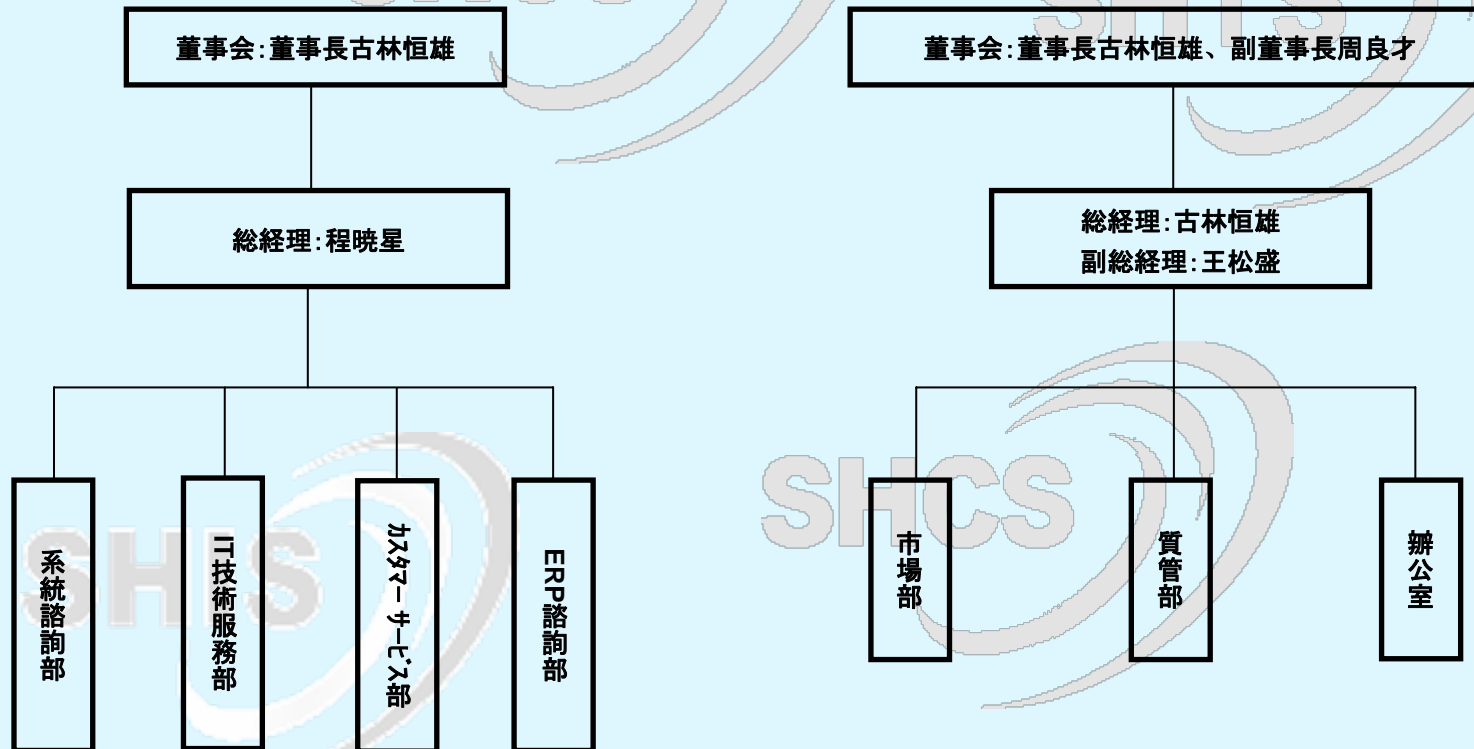 董事会：董事長古林恒雄
総経理：程暁星
系統諮詢部
IT技術服務部
カスタマーサービス部
ERP諮詢部
SHIS
董事会：董事長古林恒雄、副董事長周良才
総経理：古林恒雄
副総経理：王松盛
市場部
質管部
辦公室
SHCS